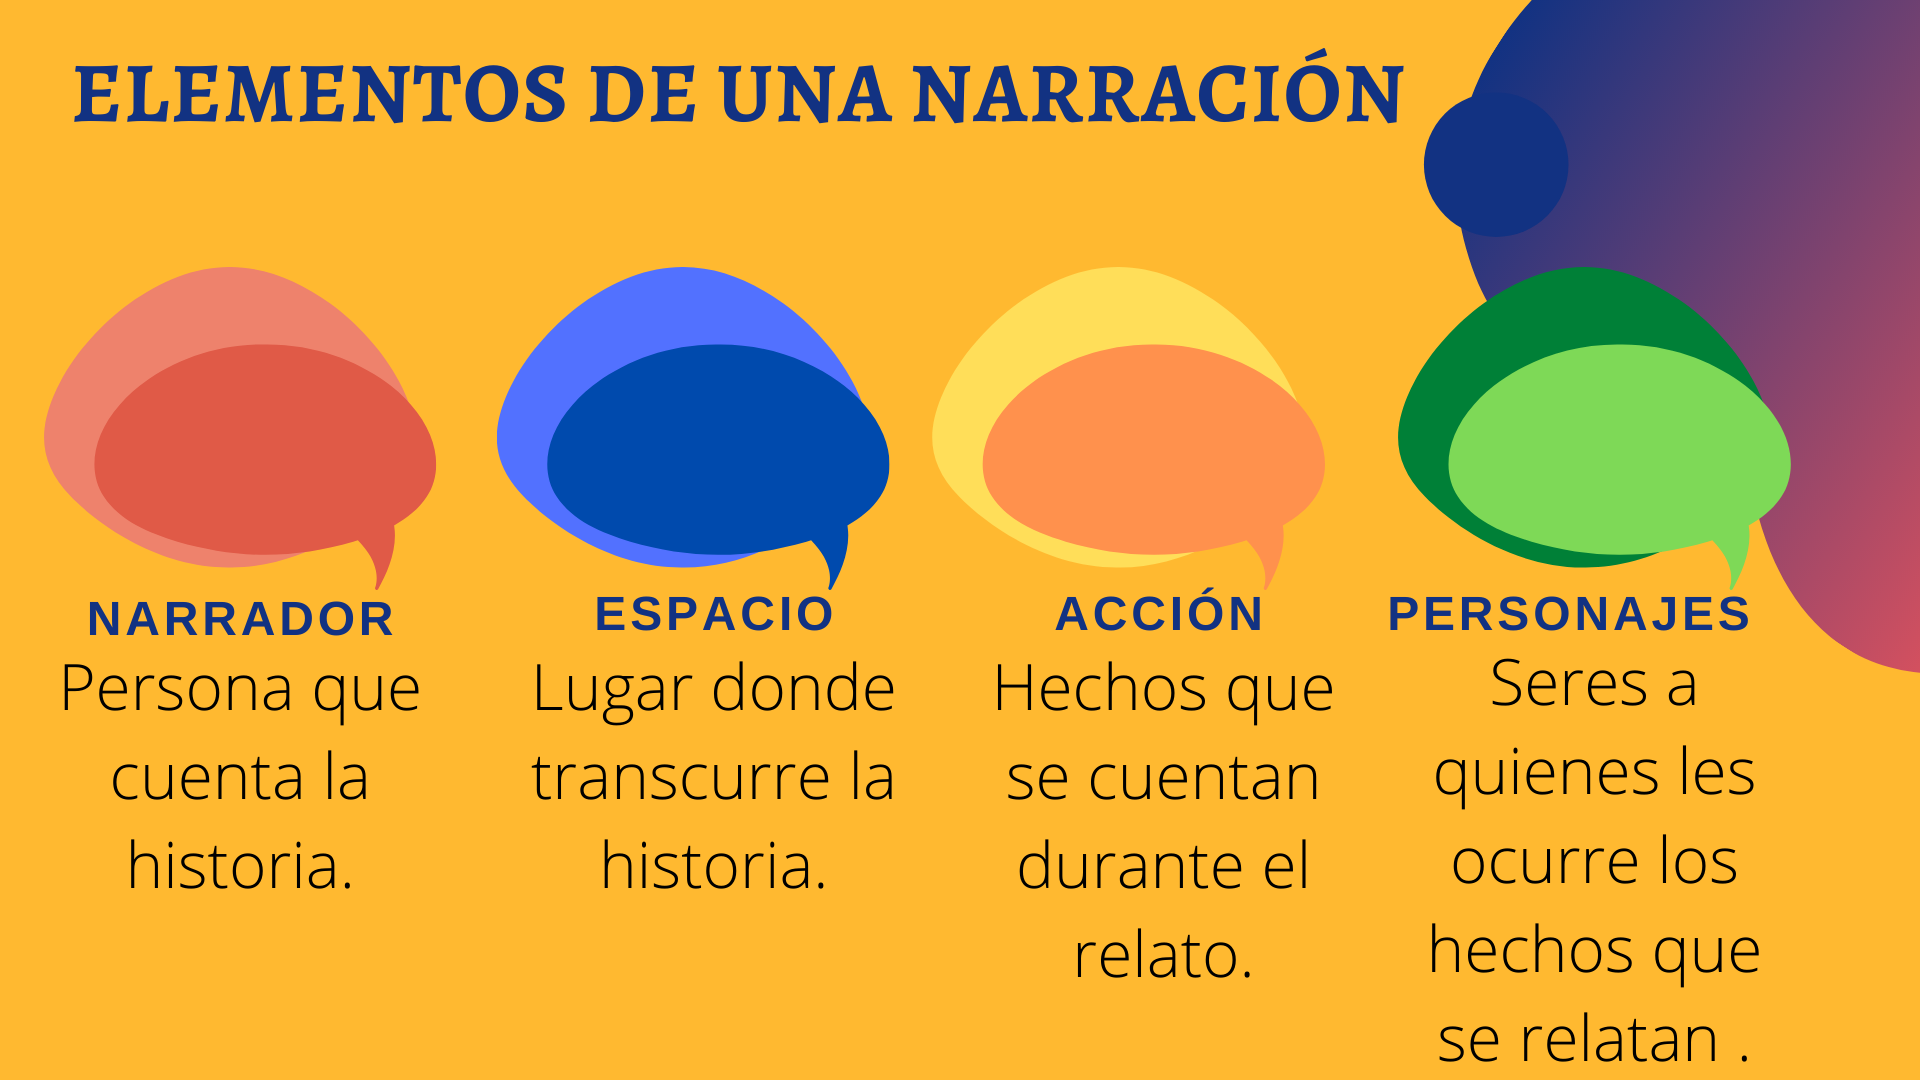 ELEMENTOS DE UNA NARRACIÓN
NARRADOR
Persona que
cuenta la
historia.
ESPACIO
Lugar donde
transcurre la
historia.
ACCIÓN
Hechos que
se cuentan
durante el
relato.
PERSONAJES
Seres a
quienes les
ocurre los
hechos que
se relatan .